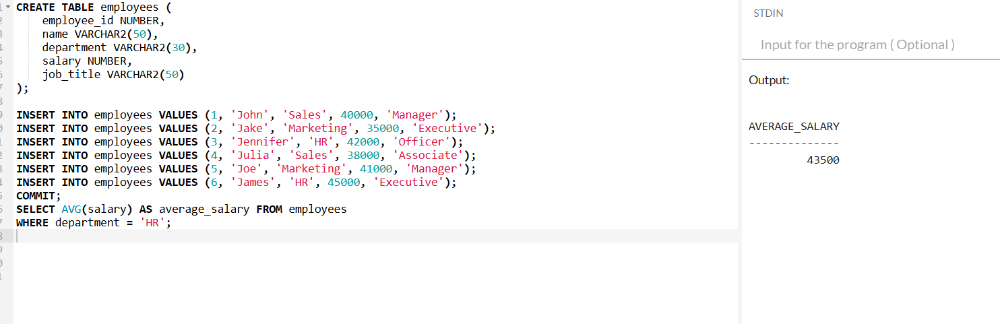 CREATE TABLE employees (
employee_id NUMBER,
name VARCHAR2(50),
department VARCHAR2(30),
salary NUMBER,
job_title VARCHAR2(50)
);
INSERT INTO employees VALUES (1, 'John', 'Sales', 40000, 'Manager');
INSERT INTO employees VALUES (2, 'Jake', 'Marketing', 35000, 'Executive');
INSERT INTO employees VALUES (3, 'Jennifer', 'HR', 42000, 'Officer');
INSERT INTO employees VALUES (4, 'Julia', 'Sales', 38000, 'Associate');
INSERT INTO employees VALUES (5, 'Joe', 'Marketing', 41000, 'Manager');
INSERT INTO employees VALUES (6, 'James', 'HR', 45000, 'Executive');
COMMIT;
SELECT AVG(salary) AS average_salary FROM employees
WHERE department = 'HR';
STDIN
Input for the program ( Optional )
Output:
AVERAGE_SALARY
--------------
43500